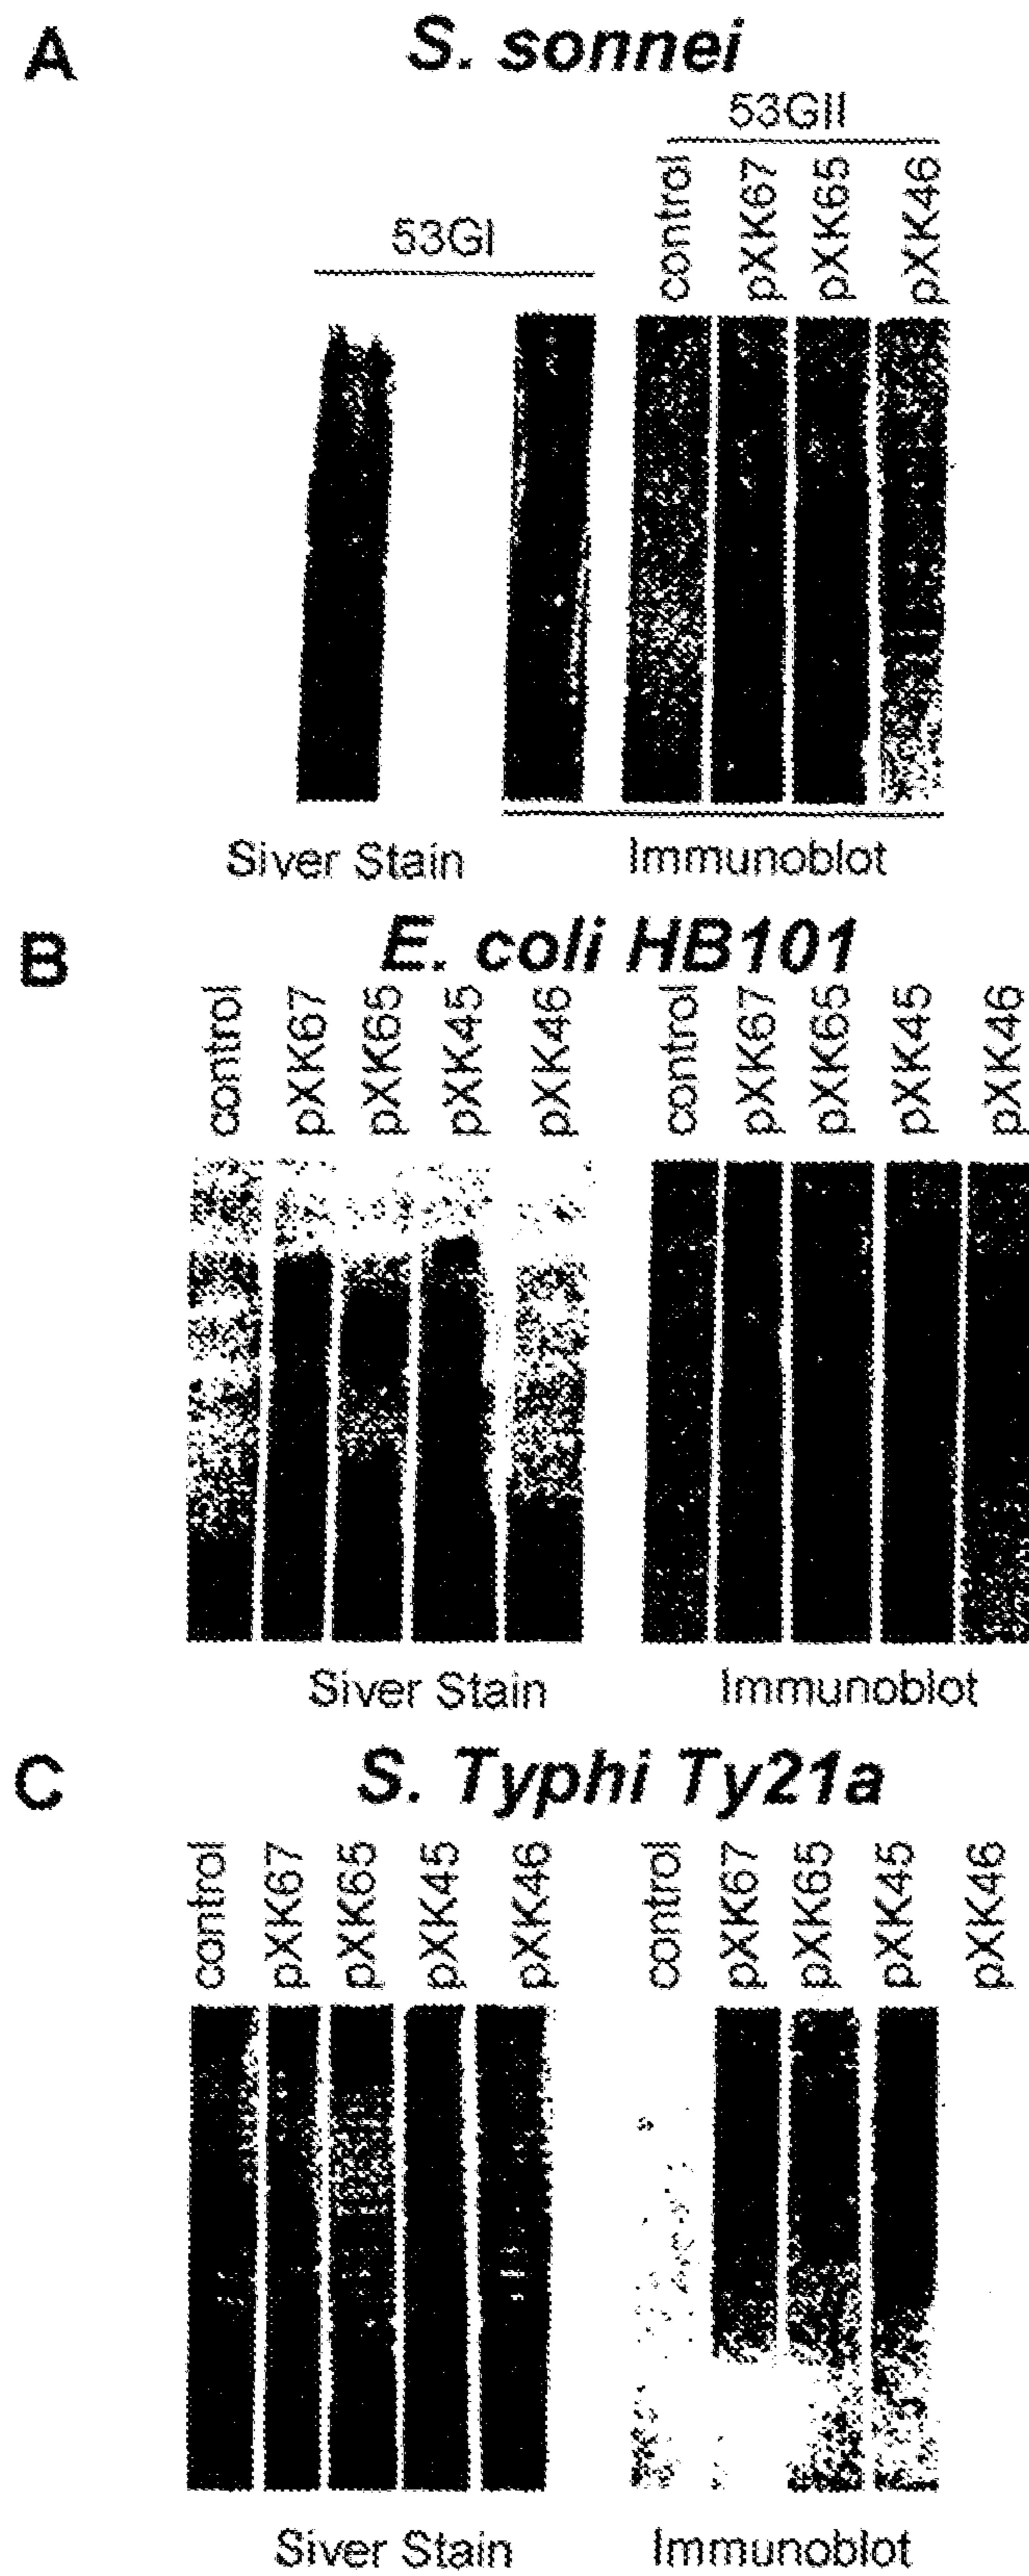 A
S. sonnei
53GII
53GI
control
pXK67
pXK65
pXK46
Siver Stain
Immunoblot
B
E. coli HB101
control
pXK67
pXK65
pXK45
pXK46
control
pXK67
pXK65
pXK45
pXK46
Siver Stain
Immunoblot
C
S. Typhi Ty21a
control
pXK67
pXK65
pXK45
pXK46
control
pXK67
pXK65
pXK45
pXK46
Siver Stain
Immunoblot